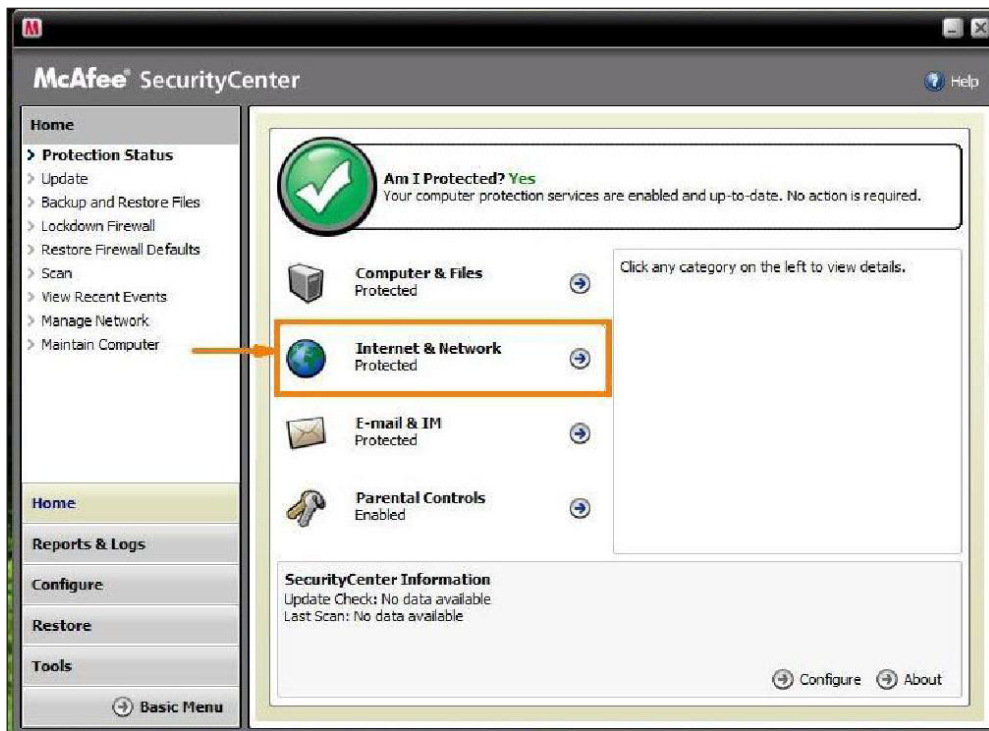 McAfee® SecurityCenter
Help
Home
Protection Status
Update
Backup and Restore Files
Lockdown Firewall
Restore Firewall Defaults
Scan
View Recent Events
Manage Network
Maintain Computer
Home
Reports & Logs
Configure
Restore
Tools
Basic Menu
Am I Protected? Yes
Your computer protection services are enabled and up-to-date. No action is required.
Computer & Files
Protected
Internet & Network
Protected
E-mail & IM
Protected
Parental Controls
Enabled
Click any category on the left to view details.
SecurityCenter Information
Update Check: No data available
Last Scan: No data available
Configure About